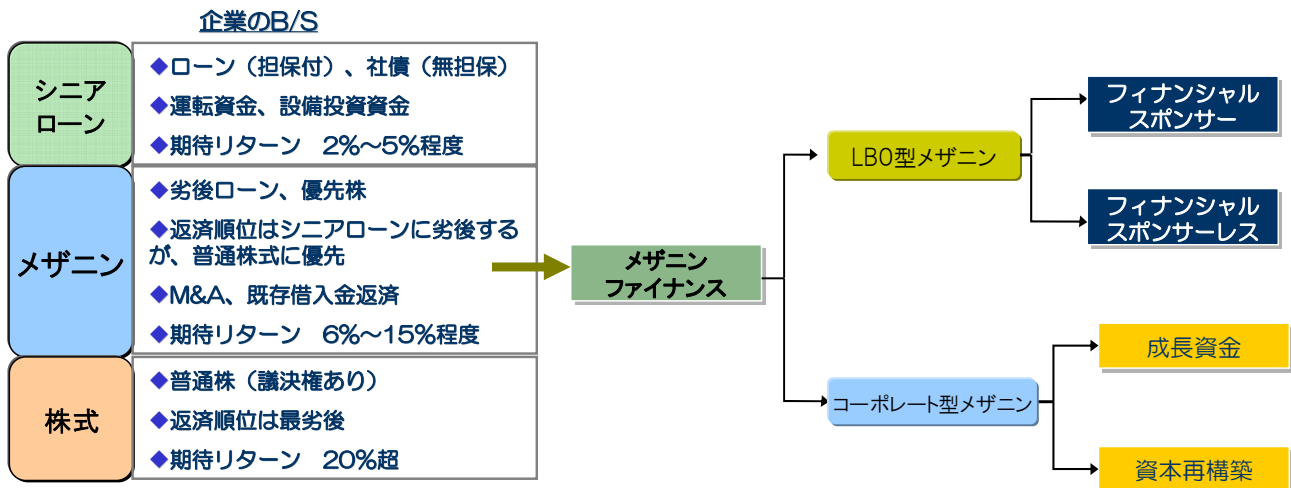 企業のB/S
シニア
ローン
◆ローン（担保付）、社債（無担保）
◆運転資金、設備投資資金
◆期待リターン　2%～5%程度
メザニン
◆劣後ローン、優先株
◆返済順位はシニアローンに劣後する
が、普通株式に優先
◆M&A、既存借入金返済
◆期待リターン　6%～15%程度
株式
◆普通株（議決権あり）
◆返済順位は最劣後
◆期待リターン　20%超
メザニン
ファイナンス
LBO型メザニン
フィナンシャル
スポンサー
フィナンシャル
スポンサーレス
コーポレート型メザニン
成長資金
資本再構築